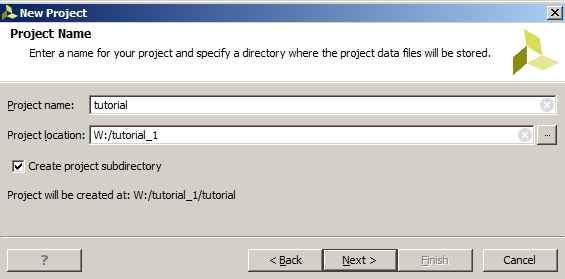 New Project
Project Name
Enter a name for your project and specify a directory where the project data files will be stored.
Project name: tutorial
Project location: W:/tutorial_1 ...
Create project subdirectory
Project will be created at: W:/tutorial_1/tutorial
? < Back Next > Finish Cancel